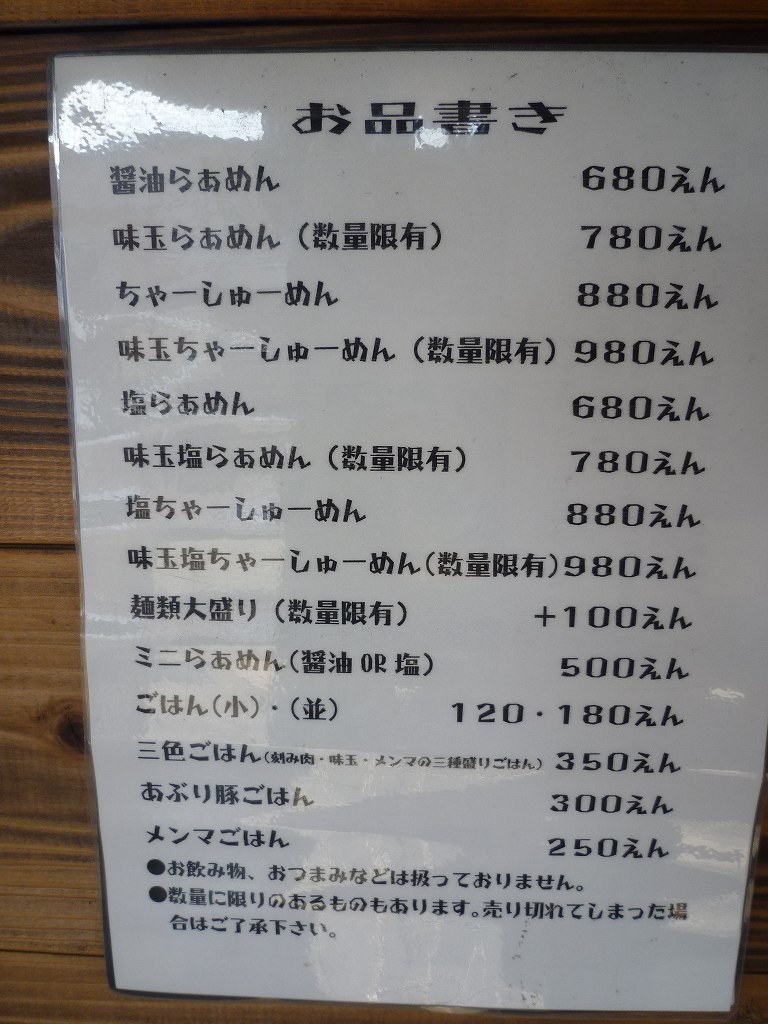 お品書き
醤油らぁめん 680えん
味玉らぁめん（数量限有） 780えん
ちゃーしゅーめん 880えん
味玉ちゃーしゅーめん（数量限有） 980えん
塩らぁめん 680えん
味玉塩らぁめん（数量限有） 780えん
塩ちゃーしゅーめん 880えん
味玉塩ちゃーしゅーめん（数量限有） 980えん
麺類大盛り（数量限有） +100えん
ミニらぁめん（醤油OR塩） 500えん
ごはん（小）・（並） 120・180えん
三色ごはん（刻み肉・味玉・メンマの三種盛りごはん） 350えん
あぶり豚ごはん 300えん
メンマごはん 250えん
●お飲み物、おつまみなどは扱っておりません。
●数量に限りのあるものもあります。売り切れてしまった場
合はご了承下さい。